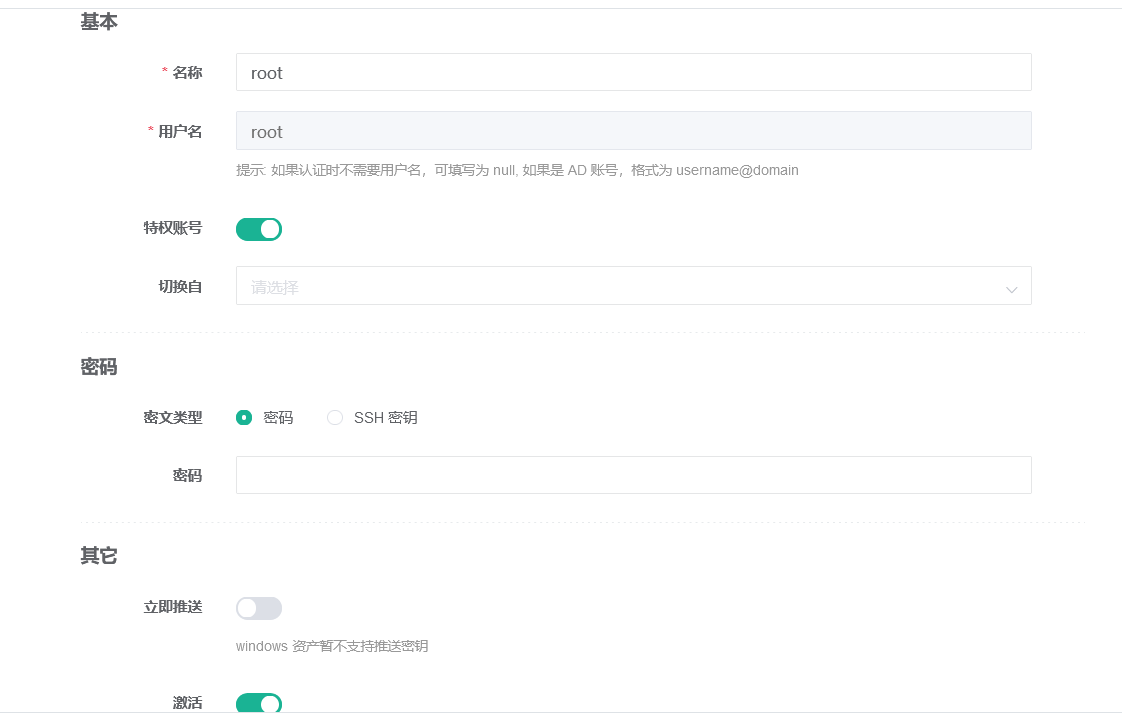 基本
* 名称 root
* 用户名 root
提示: 如果认证时不需要用户名，可填写为 null, 如果是 AD 账号，格式为 username@domain
特权账号
切换自 请选择
密码
密文类型 密码 SSH 密钥
密码
其它
立即推送
windows 资产暂不支持推送密钥
激活